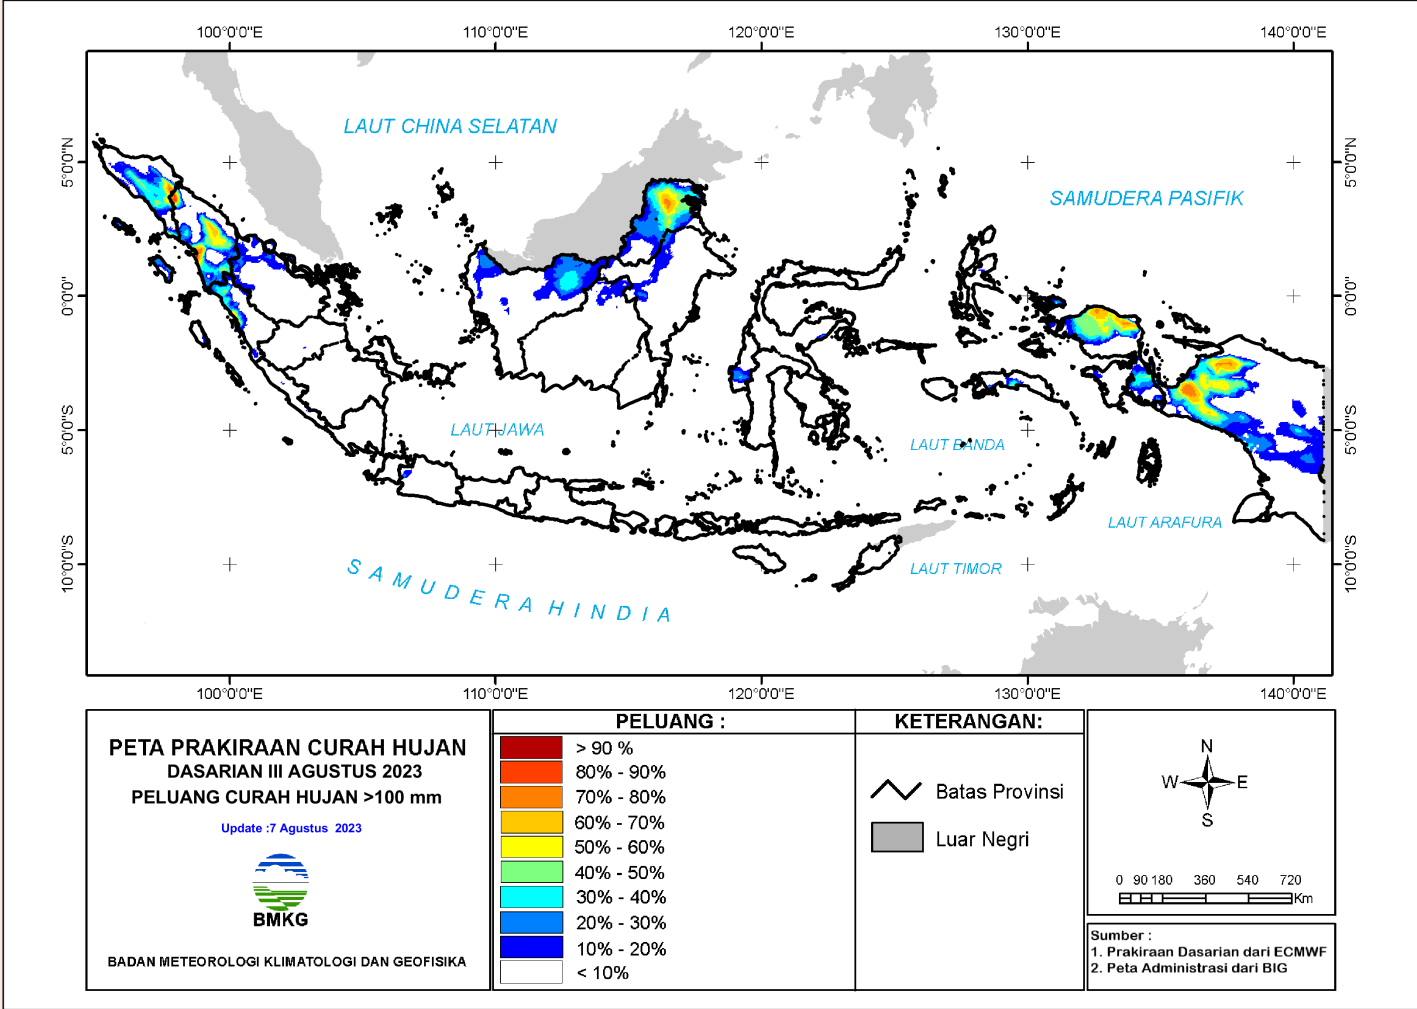 100°0'0"E 110°0'0"E 120°0'0"E 130°0'0"E 140°0'0"E
5°0'0"N
0°0'0"
5°0'0"S
10°0'0"S
LAUT CHINA SELATAN
SAMUDERA PASIFIK
LAUT JAWA
LAUT BANDA
LAUT ARAFURA
LAUT TIMOR
SAMUDERA HINDIA
5°0'0"N
0°0'0"
5°0'0"S
10°0'0"S
100°0'0"E 110°0'0"E 120°0'0"E 130°0'0"E 140°0'0"E
PETA PRAKIRAAN CURAH HUJAN
DASARIAN III AGUSTUS 2023
PELUANG CURAH HUJAN >100 mm
Update :7 Agustus 2023
BMKG
BADAN METEOROLOGI KLIMATOLOGI DAN GEOFISIKA
PELUANG :
> 90 %
80% - 90%
70% - 80%
60% - 70%
50% - 60%
40% - 50%
30% - 40%
20% - 30%
10% - 20%
< 10%
KETERANGAN:
Batas Provinsi
Luar Negri
N
W E
S
0 90 180 360 540 720
Km
Sumber :
1. Prakiraan Dasarian dari ECMWF
2. Peta Administrasi dari BIG